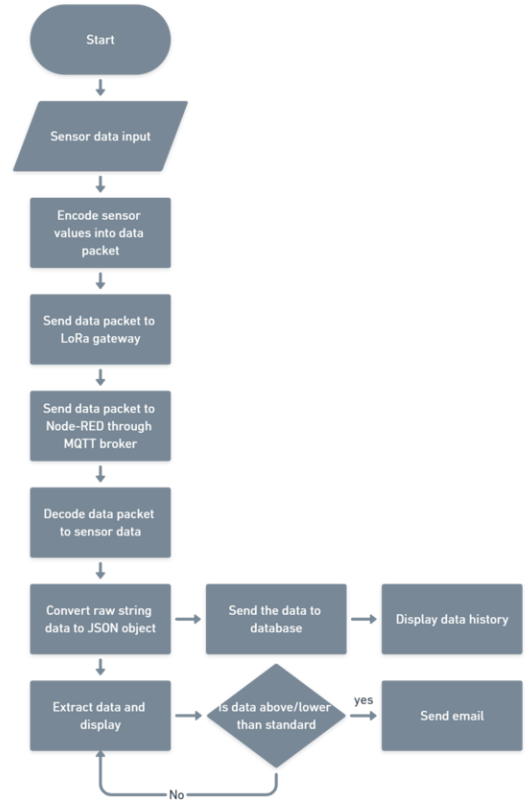 Start
Sensor data input
Encode sensor
values into data
packet
Send data packet to
LoRa gateway
Send data packet to
Node-RED through
MQTT broker
Decode data packet
to sensor data
Convert raw string
data to JSON object
Send the data to
database
Display data history
Extract data and
display
is data above/lower
than standard
yes
Send email
No